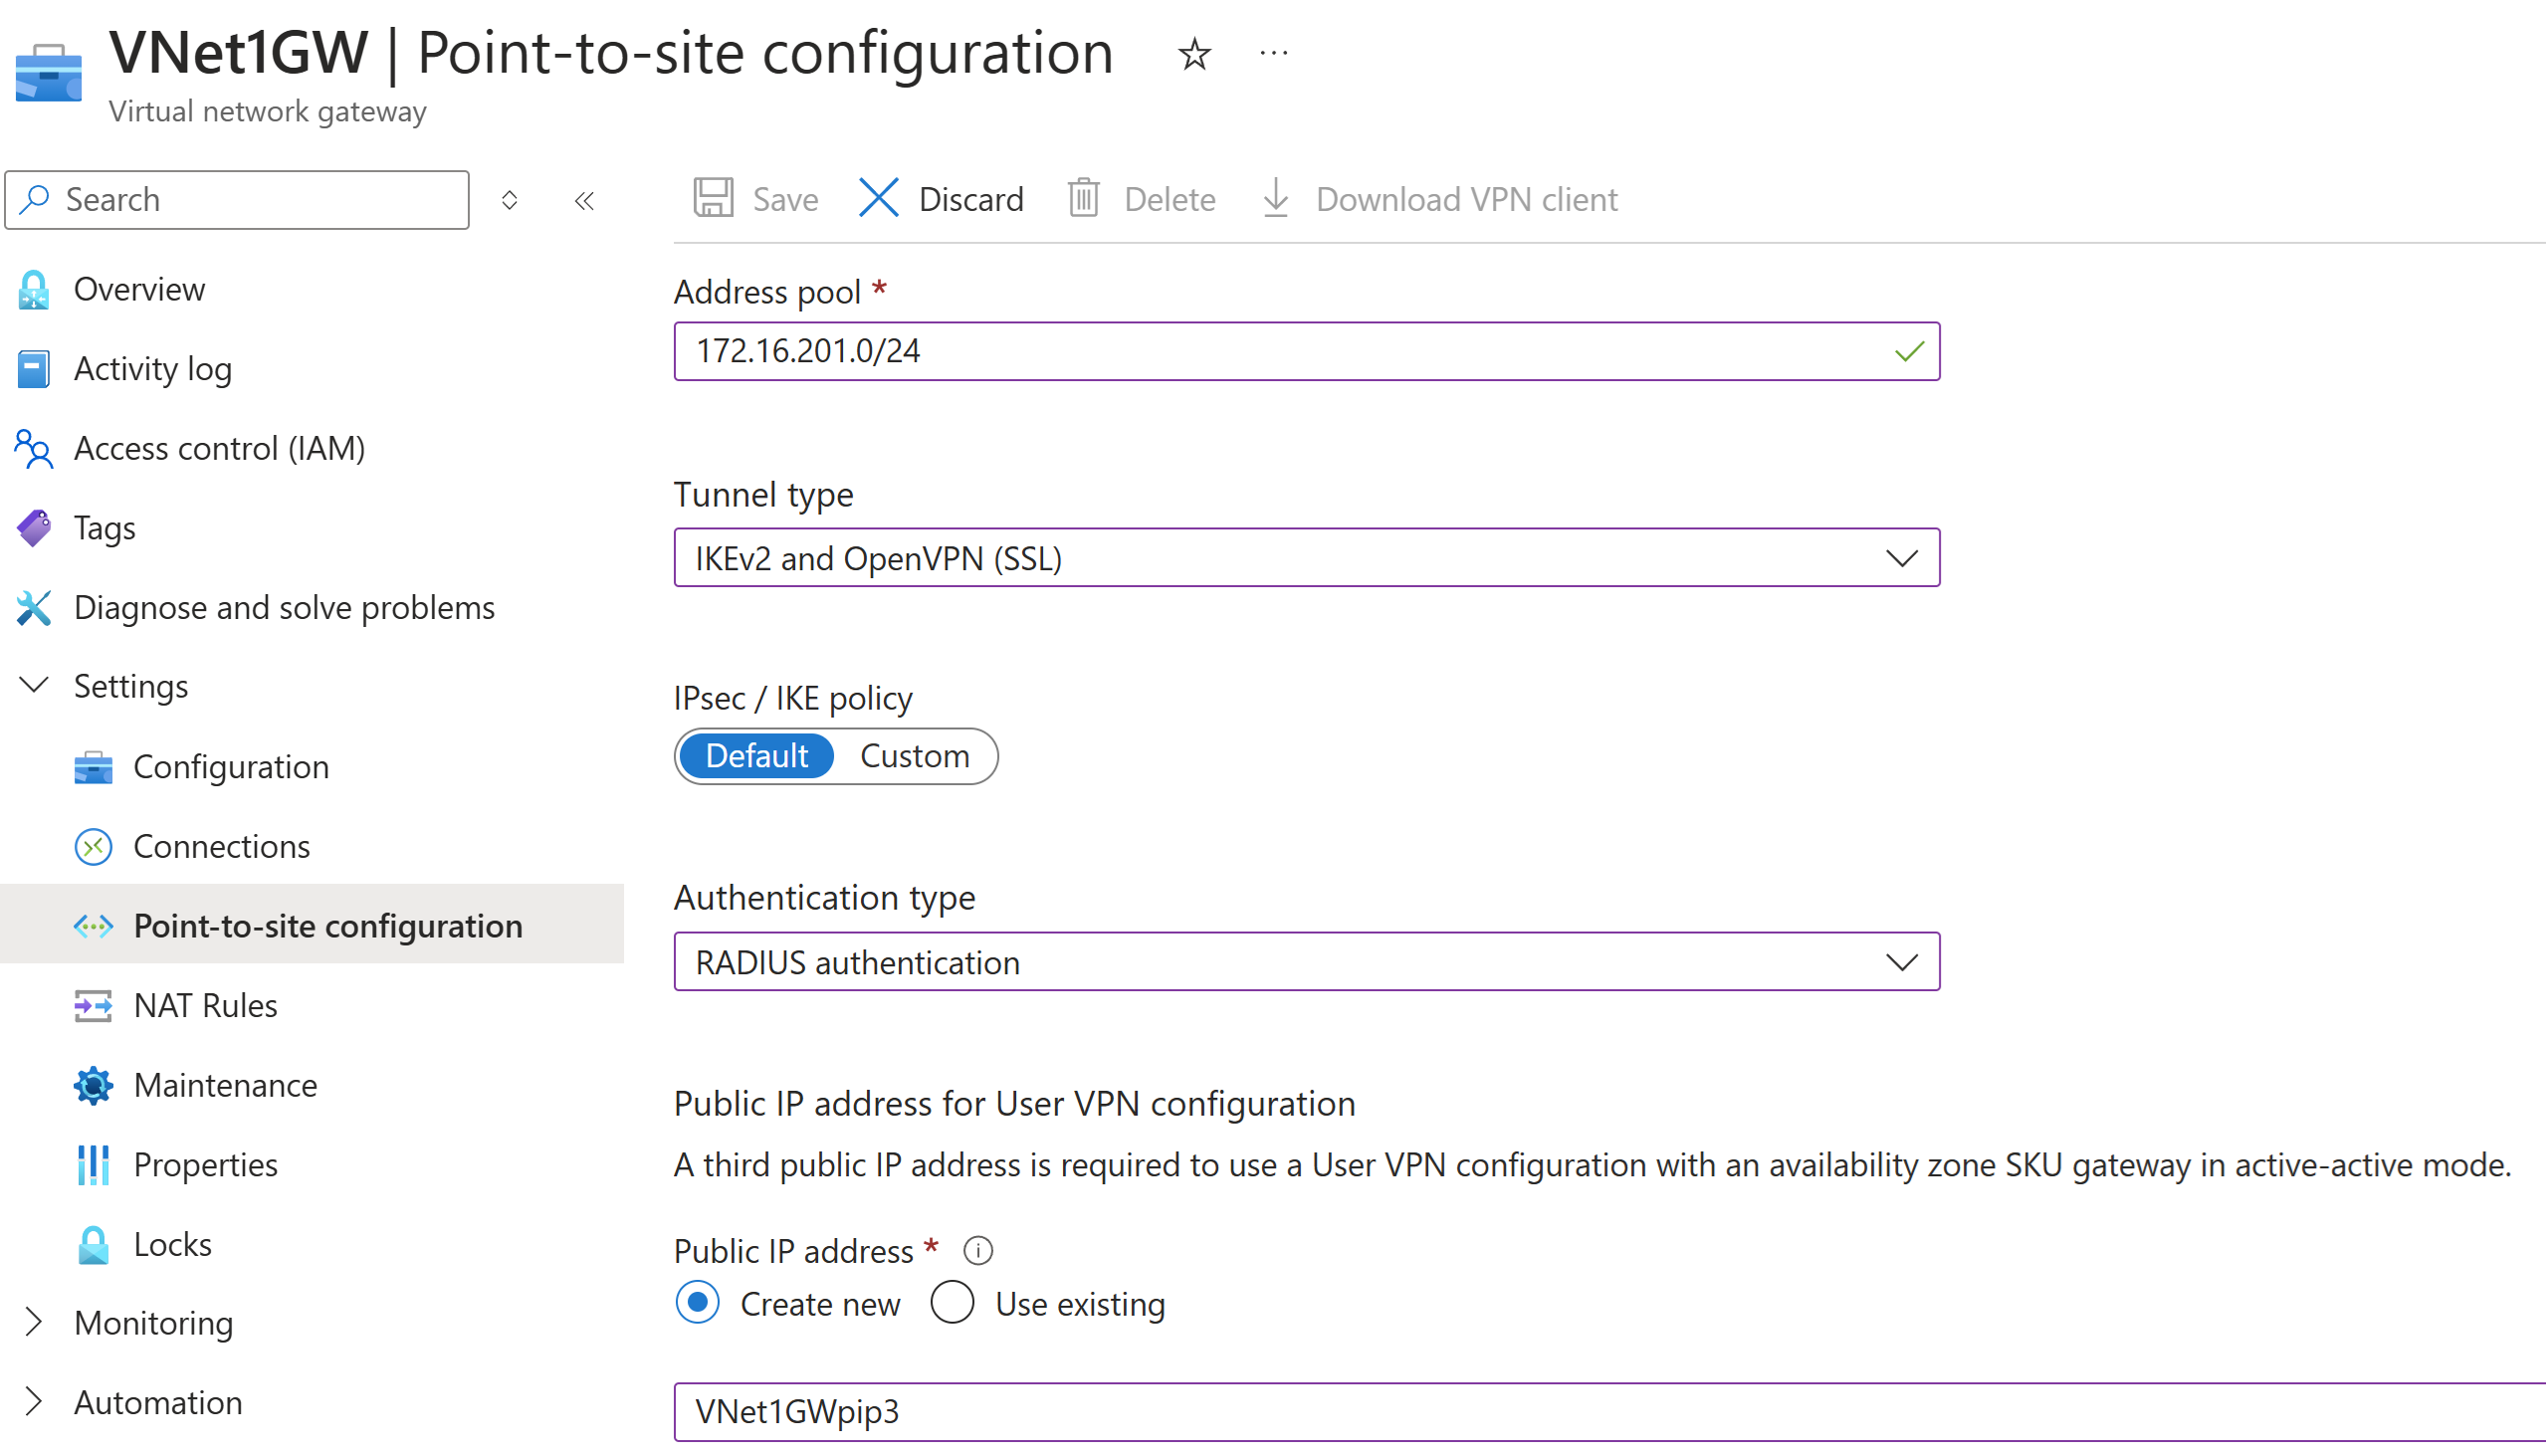 VNet1GW | Point-to-site configuration
Virtual network gateway
Search
Save Discard Delete Download VPN client
Overview
Activity log
Access control (IAM)
Tags
Diagnose and solve problems
Settings
Configuration
Connections
Point-to-site configuration
NAT Rules
Maintenance
Properties
Locks
Monitoring
Automation
Address pool *
172.16.201.0/24
Tunnel type
IKEv2 and OpenVPN (SSL)
IPsec / IKE policy
Default Custom
Authentication type
RADIUS authentication
Public IP address for User VPN configuration
A third public IP address is required to use a User VPN configuration with an availability zone SKU gateway in active-active mode.
Public IP address *
Create new Use existing
VNet1GWpip3